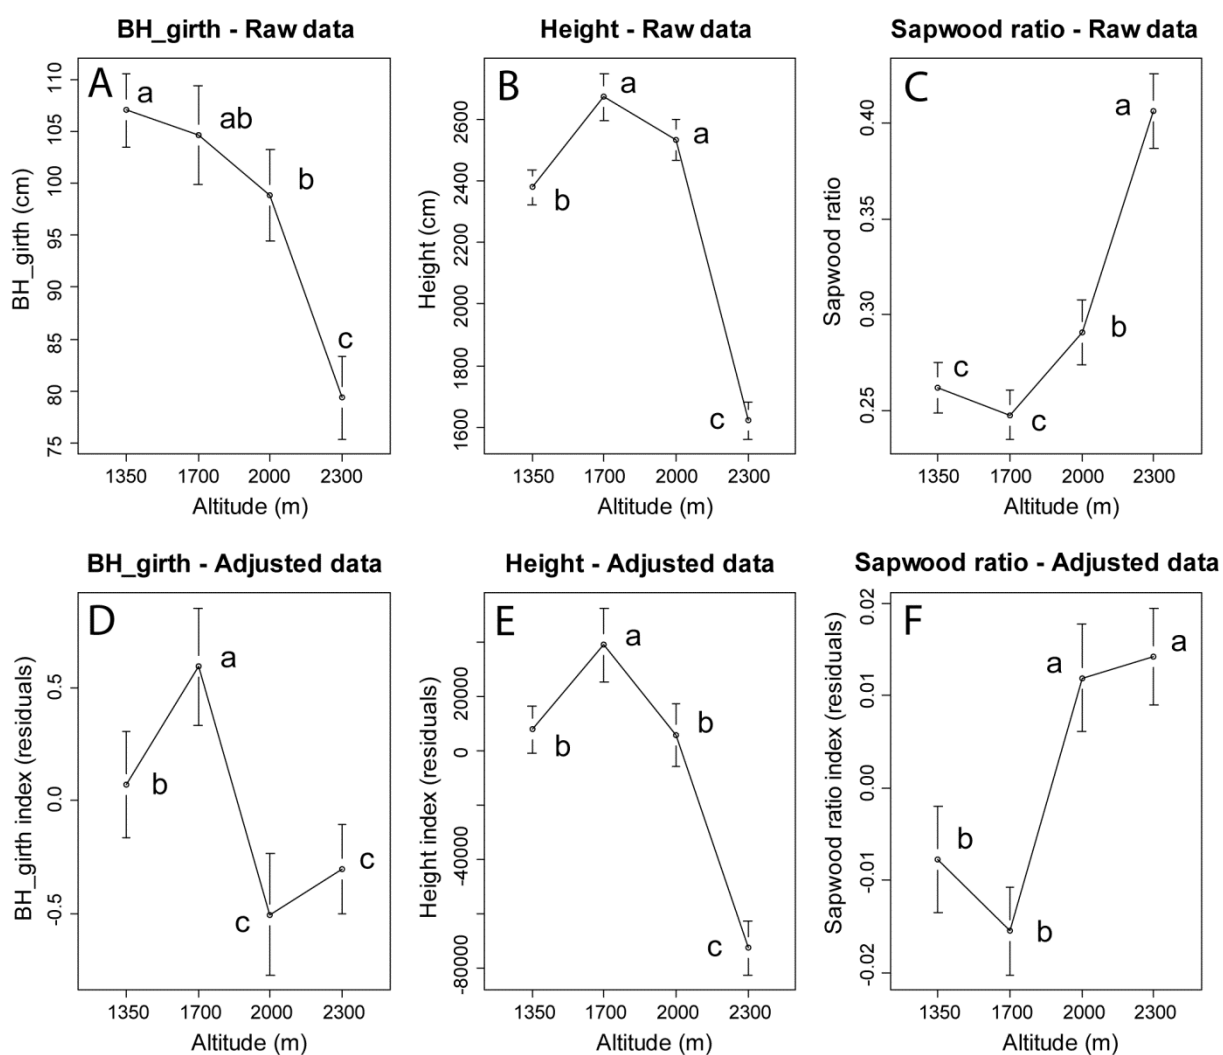 BH_girth - Raw data
A
a
ab
b
c
BH_girth (cm)
110
105
100
95
90
85
80
75
1350 1700 2000 2300
Altitude (m)
Height - Raw data
B
b
a
a
c
Height (cm)
2600
2400
2200
2000
1800
1600
1350 1700 2000 2300
Altitude (m)
Sapwood ratio - Raw data
C
c
c
b
a
Sapwood ratio
0.40
0.35
0.30
0.25
1350 1700 2000 2300
Altitude (m)
BH_girth - Adjusted data
D
b
a
c
c
BH_girth index (residuals)
0.5
0.0
-0.5
1350 1700 2000 2300
Altitude (m)
Height - Adjusted data
E
b
a
b
c
Height index (residuals)
20000
0
-40000
-80000
1350 1700 2000 2300
Altitude (m)
Sapwood ratio - Adjusted data
F
b
b
a
a
Sapwood ratio index (residuals)
0.02
0.01
0.00
-0.01
-0.02
1350 1700 2000 2300
Altitude (m)